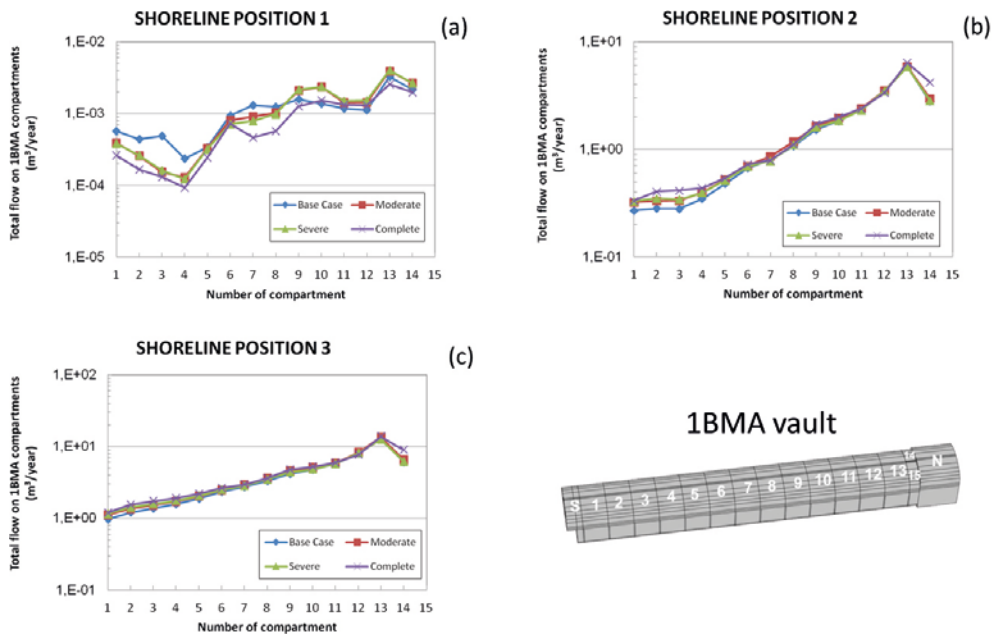 SHORELINE POSITION 1
(a)
Total flow on 1BMA compartments
(m³/year)
1,E-02
1,E-03
1,E-04
1,E-05
Base Case
Moderate
Severe
Complete
1 2 3 4 5 6 7 8 9 10 11 12 13 14 15
Number of compartment
SHORELINE POSITION 2
(b)
Total flow on 1BMA compartments
(m³/year)
1,E+01
1,E+00
1,E-01
Base Case
Moderate
Severe
Complete
1 2 3 4 5 6 7 8 9 10 11 12 13 14 15
Number of compartment
SHORELINE POSITION 3
(c)
Total flow on 1BMA compartments
(m³/year)
1,E+02
1,E+01
1,E+00
1,E-01
Base Case
Moderate
Severe
Complete
1 2 3 4 5 6 7 8 9 10 11 12 13 14 15
Number of compartment
1BMA vault
S 1 2 3 4 5 6 7 8 9 10 11 12 13 14 15 N